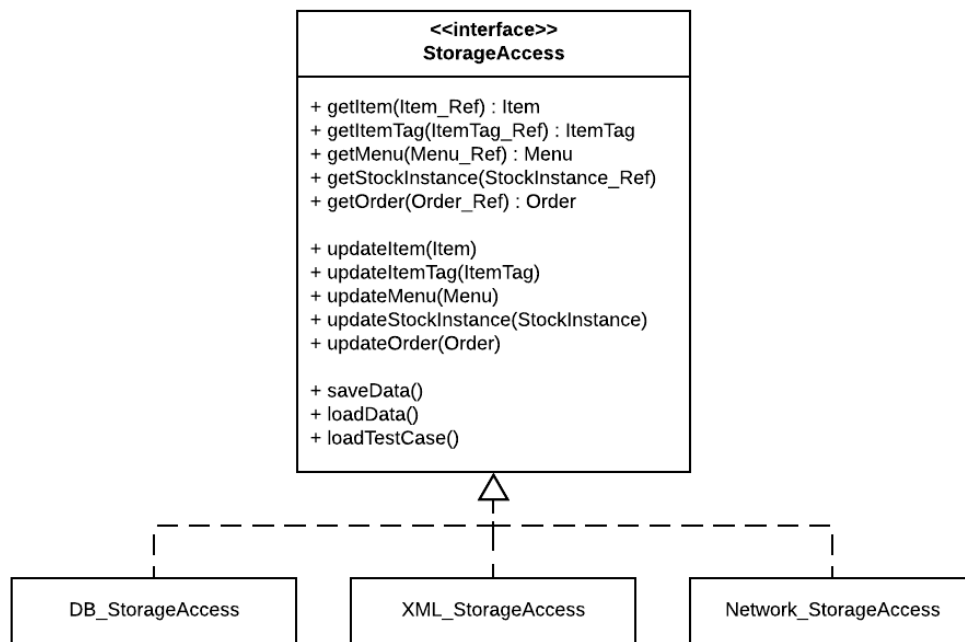 <<interface>>
StorageAccess
+ getItem(Item_Ref) : Item
+ getItemTag(ItemTag_Ref) : ItemTag
+ getMenu(Menu_Ref) : Menu
+ getStockInstance(StockInstance_Ref)
+ getOrder(Order_Ref) : Order
+ updateItem(Item)
+ updateItemTag(ItemTag)
+ updateMenu(Menu)
+ updateStockInstance(StockInstance)
+ updateOrder(Order)
+ saveData()
+ loadData()
+ loadTestCase()
DB_StorageAccess
XML_StorageAccess
Network_StorageAccess